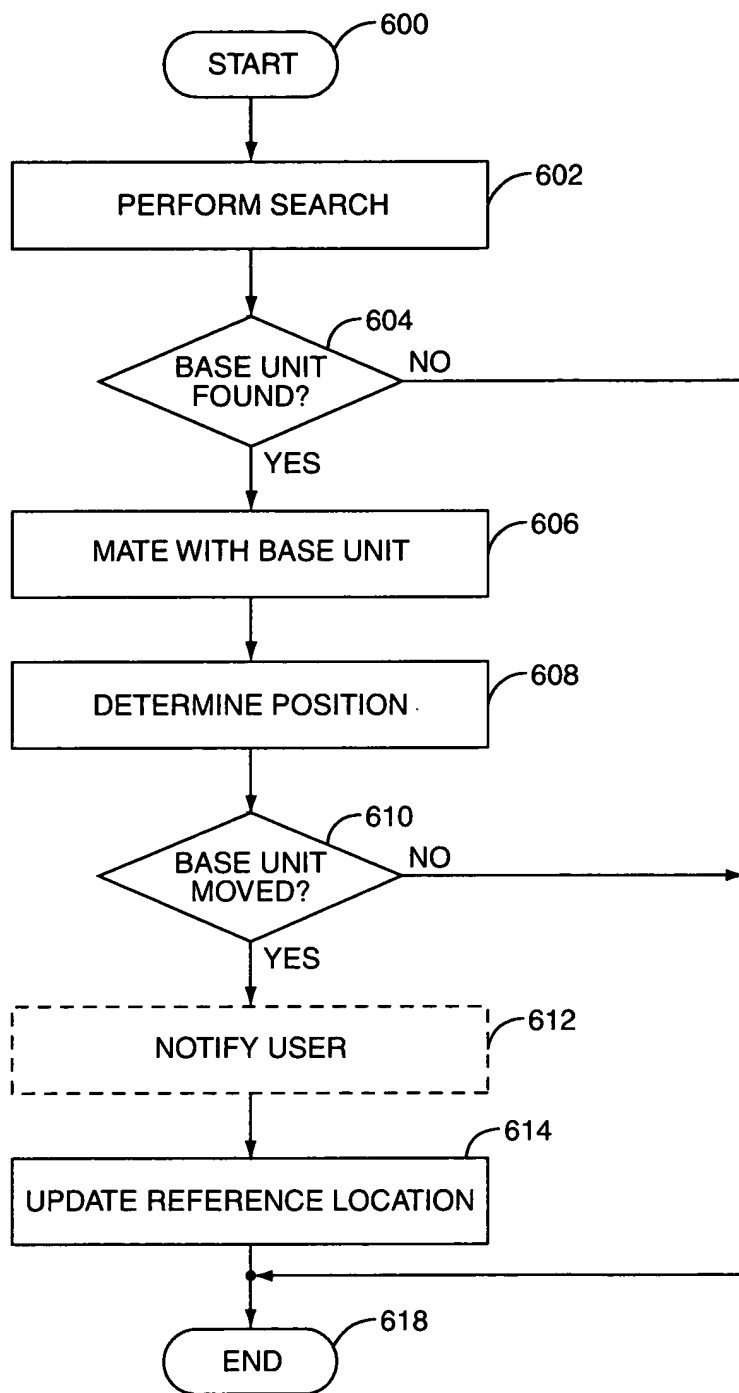 600
START
602
PERFORM SEARCH
604
BASE UNIT
FOUND?
NO
YES
606
MATE WITH BASE UNIT
608
DETERMINE POSITION
610
BASE UNIT
MOVED?
NO
YES
612
NOTIFY USER
614
UPDATE REFERENCE LOCATION
618
END